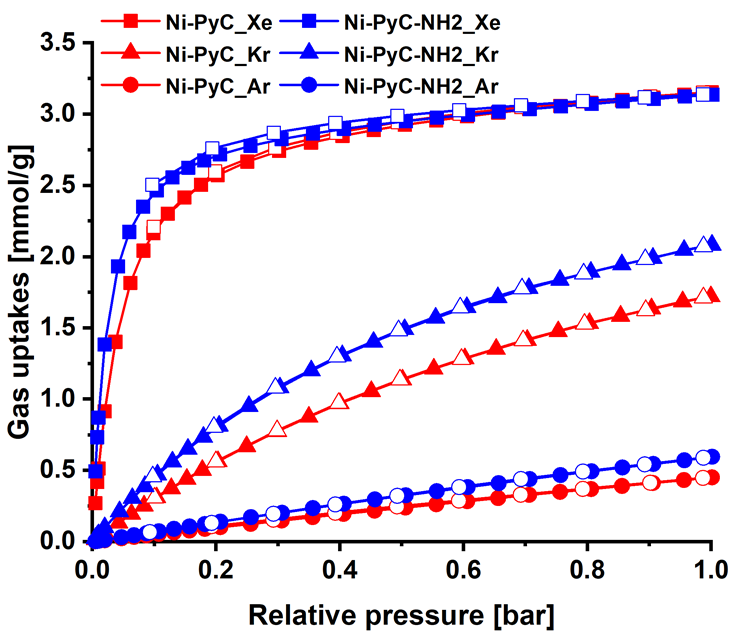 Ni-PyC_Xe Ni-PyC-NH2_Xe
Ni-PyC_Kr Ni-PyC-NH2_Kr
Ni-PyC_Ar Ni-PyC-NH2_Ar
3.5
3.0
2.5
2.0
1.5
1.0
0.5
0.0
Gas uptakes [mmol/g]
0.0 0.2 0.4 0.6 0.8 1.0
Relative pressure [bar]